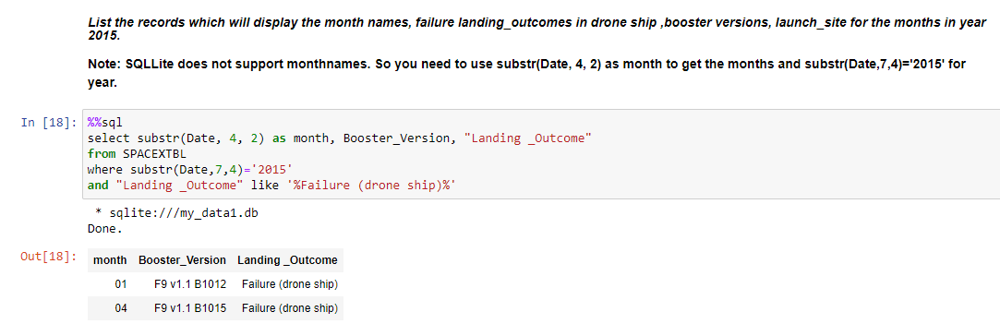 List the records which will display the month names, failure landing_outcomes in drone ship ,booster versions, launch_site for the months in year
2015.
Note: SQLLite does not support monthnames. So you need to use substr(Date, 4, 2) as month to get the months and substr(Date,7,4)='2015' for
year.
In [18]: %%sql
select substr(Date, 4, 2) as month, Booster_Version, "Landing _Outcome"
from SPACEXTBL
where substr(Date,7,4)='2015'
and "Landing _Outcome" like '%Failure (drone ship)%'
* sqlite:///my_data1.db
Done.
Out[18]: month Booster_Version Landing _Outcome
01 F9 v1.1 B1012 Failure (drone ship)
04 F9 v1.1 B1015 Failure (drone ship)